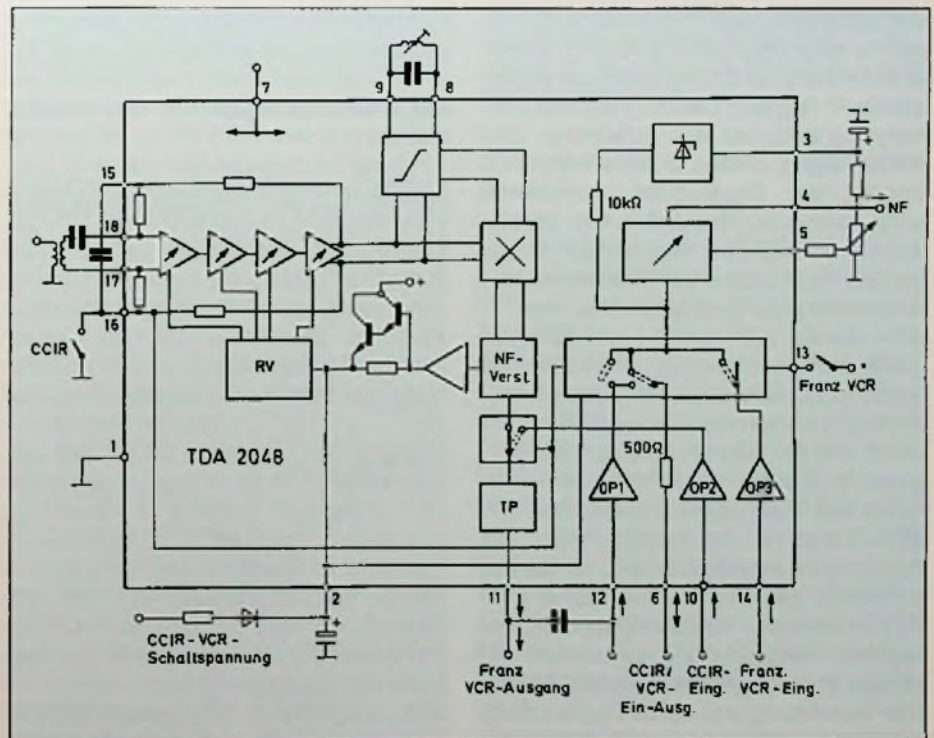 9
8
7
3
15
10kΩ
4
NF
18
5
17
16
CCIR
RV
NF-
Verst.
13
Franz. VCR
500Ω
1
TDA 2048
OP1
OP2
OP3
TP
2
11
12
6
10
14
CCIR-VCR-
Schaltspannung
Franz
VCR-Ausgang
CCIR/
VCR-
Ein-Ausg.
CCIR-
Eing.
Franz.
VCR-Eing.